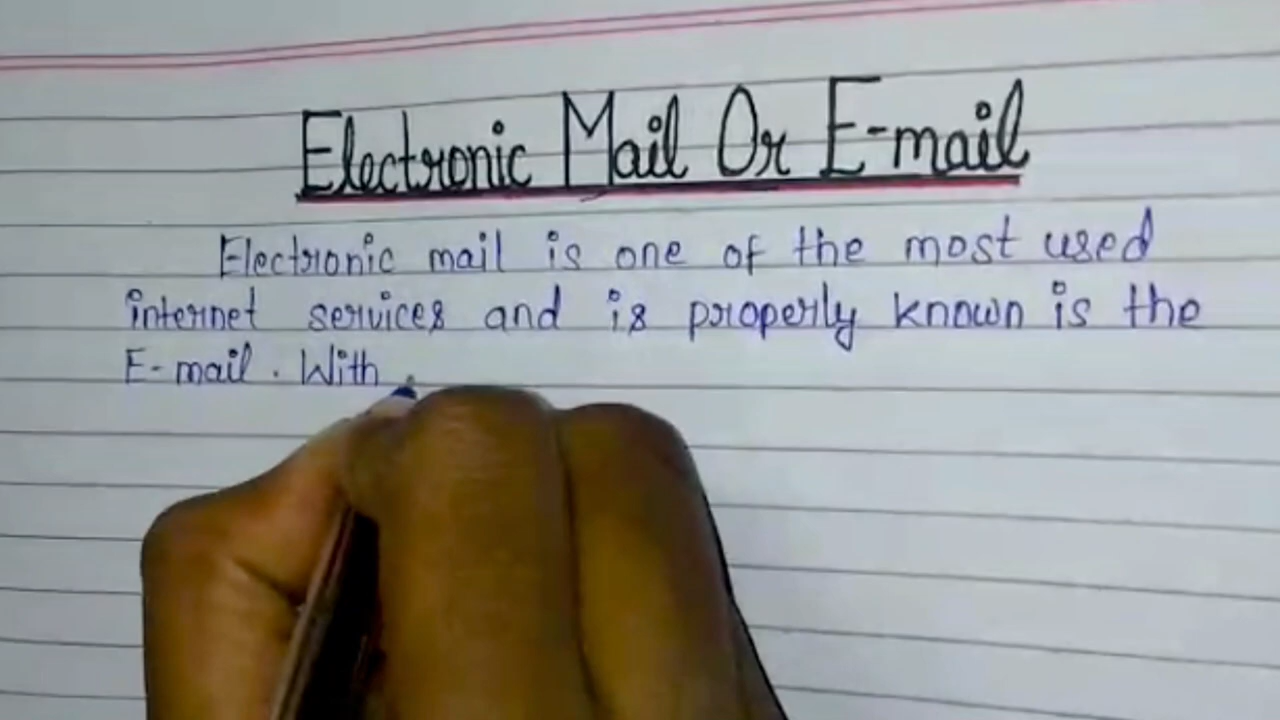 Electronic Mail Or E-mail
Electronic mail is one of the most used
internet services and is properly known is the
E-mail. With